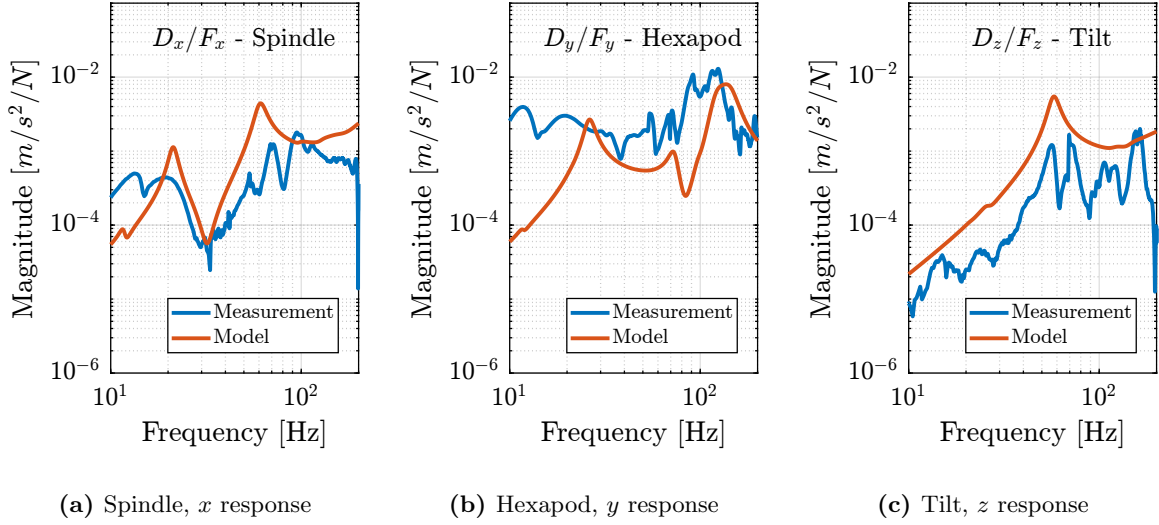 D_x/F_x - Spindle
10^{-2}
10^{-4}
10^{-6}
10^1
10^2
Magnitude [m/s^2/N]
Frequency [Hz]
Measurement
Model
(a) Spindle, x response
D_y/F_y - Hexapod
10^{-2}
10^{-4}
10^{-6}
10^1
10^2
Magnitude [m/s^2/N]
Frequency [Hz]
Measurement
Model
(b) Hexapod, y response
D_z/F_z - Tilt
10^{-2}
10^{-4}
10^{-6}
10^1
10^2
Magnitude [m/s^2/N]
Frequency [Hz]
Measurement
Model
(c) Tilt, z response